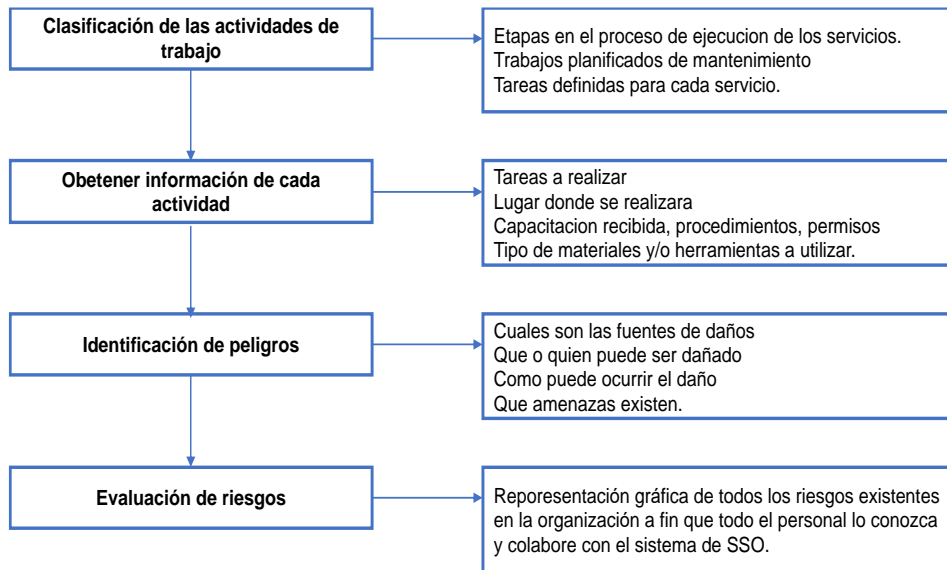 Clasificación de las actividades de
trabajo
Etapas en el proceso de ejecucion de los servicios.
Trabajos planificados de mantenimiento
Tareas definidas para cada servicio.
Obetener información de cada
actividad
Tareas a realizar
Lugar donde se realizara
Capacitacion recibida, procedimientos, permisos
Tipo de materiales y/o herramientas a utilizar.
Identificación de peligros
Cuales son las fuentes de daños
Que o quien puede ser dañado
Como puede ocurrir el daño
Que amenazas existen.
Evaluación de riesgos
Reporesentación gráfica de todos los riesgos existentes
en la organización a fin que todo el personal lo conozca
y colabore con el sistema de SSO.